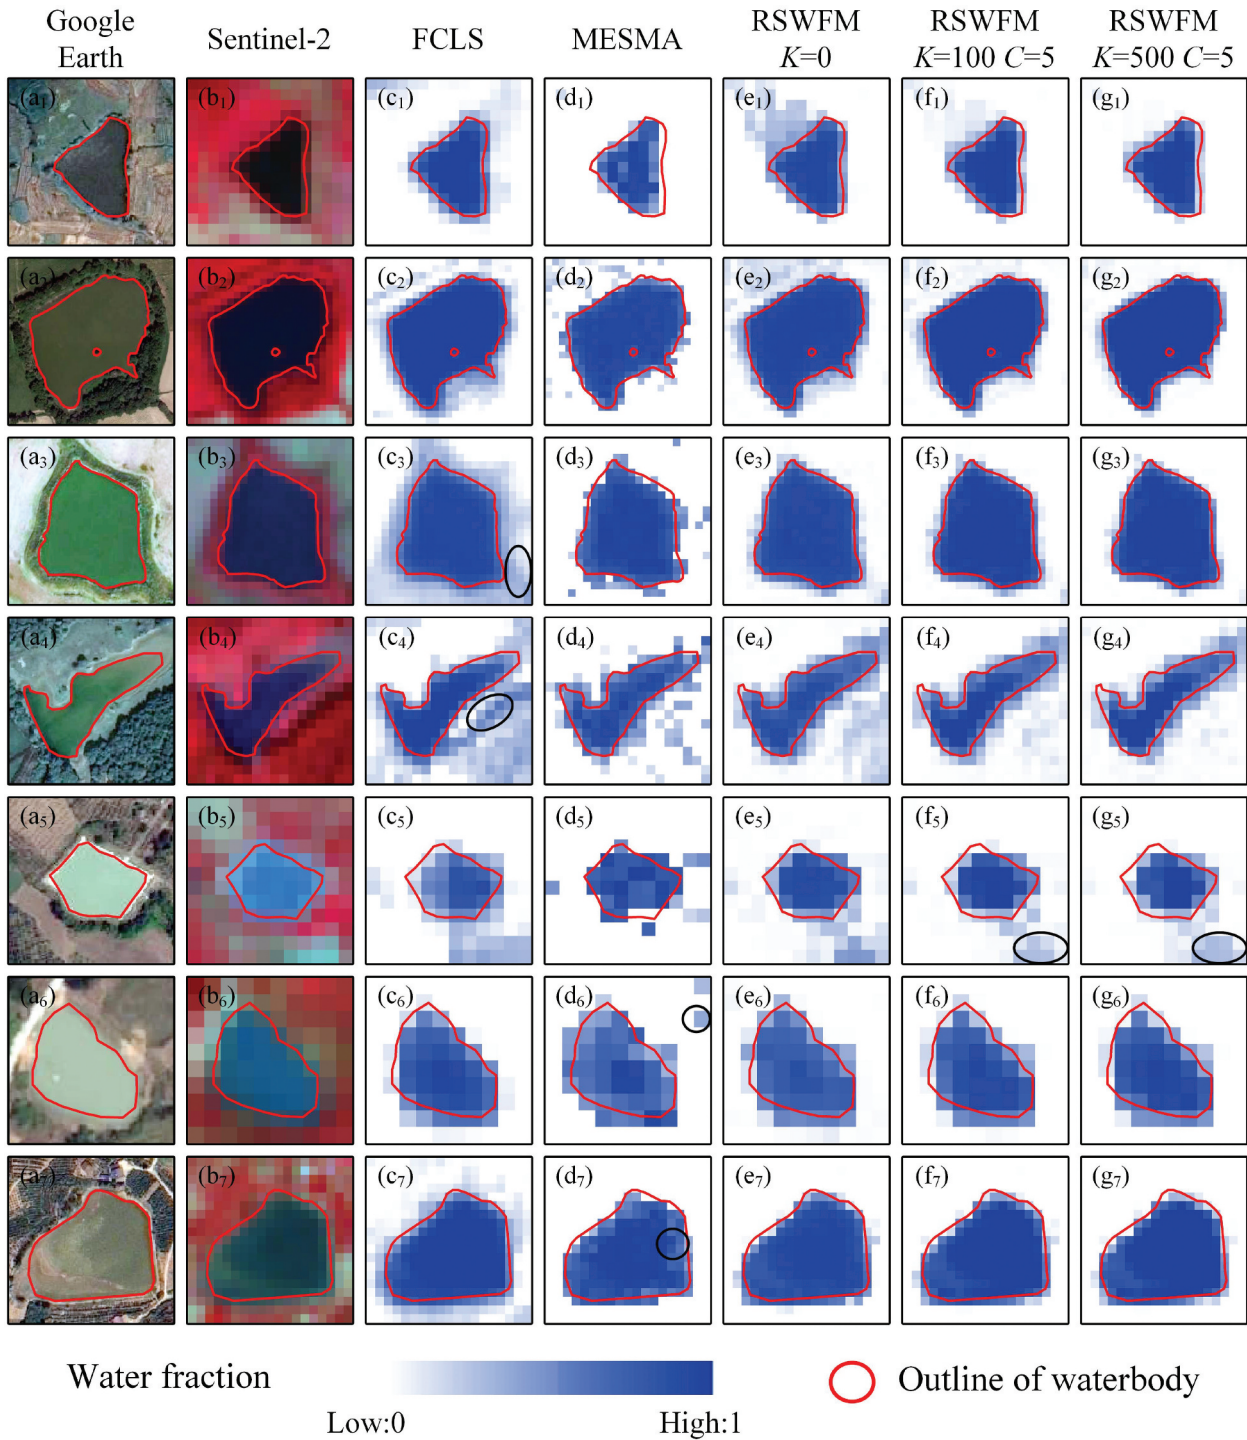 Google
Earth
Sentinel-2
FCLS
MESMA
RSWFM
K=0
RSWFM
K=100 C=5
RSWFM
K=500 C=5
(a₁) (b₁) (c₁) (d₁) (e₁) (f₁) (g₁)
(a₂) (b₂) (c₂) (d₂) (e₂) (f₂) (g₂)
(a₃) (b₃) (c₃) (d₃) (e₃) (f₃) (g₃)
(a₄) (b₄) (c₄) (d₄) (e₄) (f₄) (g₄)
(a₅) (b₅) (c₅) (d₅) (e₅) (f₅) (g₅)
(a₆) (b₆) (c₆) (d₆) (e₆) (f₆) (g₆)
(a₇) (b₇) (c₇) (d₇) (e₇) (f₇) (g₇)
Water fraction
Outline of waterbody
Low:0
High:1